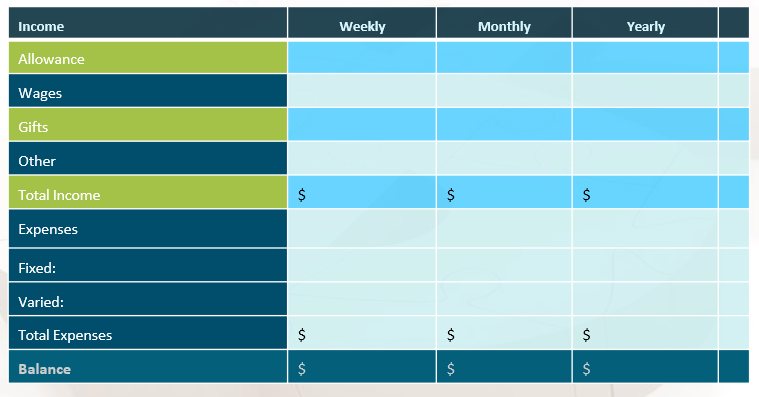 Income Weekly Monthly Yearly
Allowance
Wages
Gifts
Other
Total Income $ $ $
Expenses
Fixed:
Varied:
Total Expenses $ $ $
Balance $ $ $